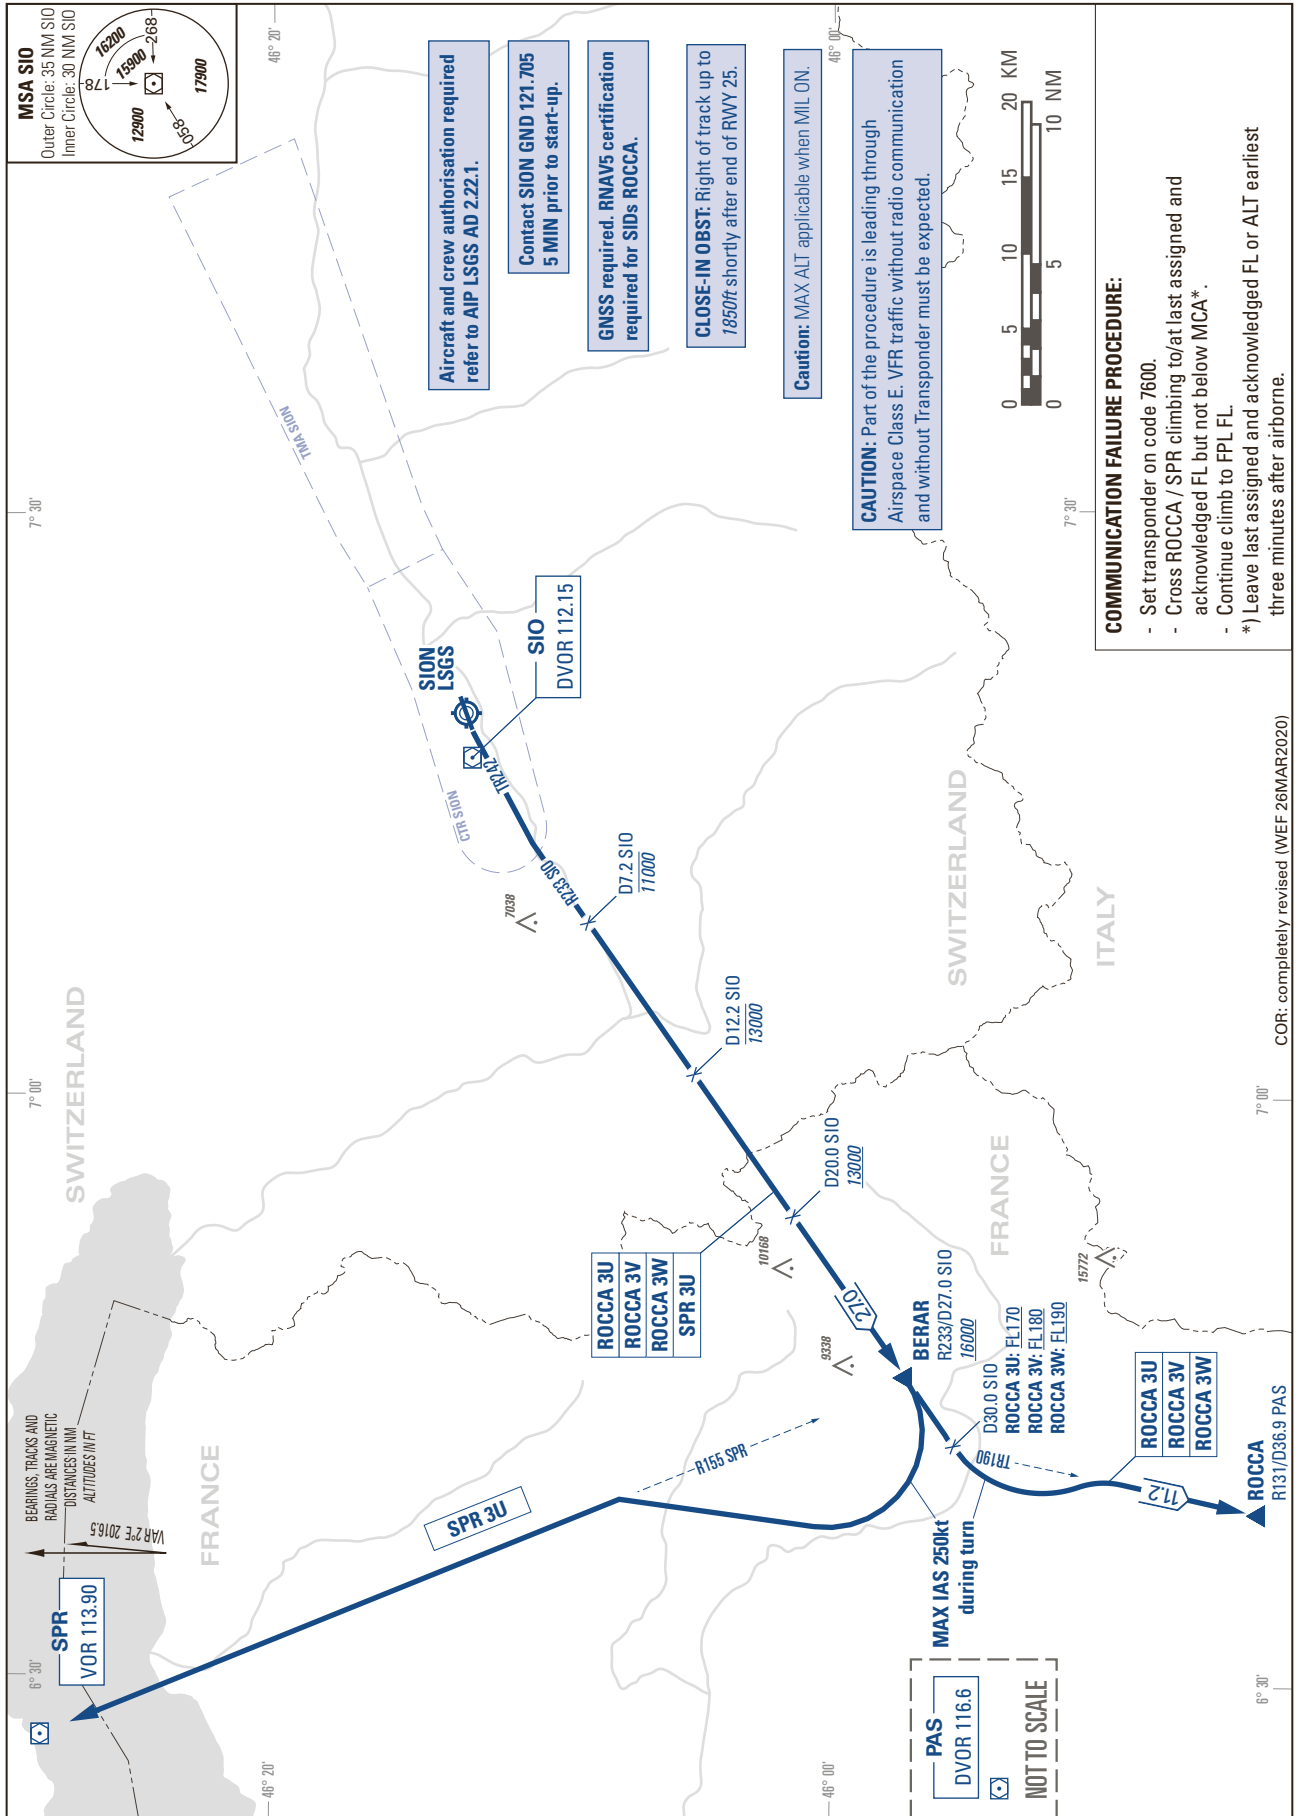 MSA SIO
Outer Circle: 35 NM SIO
Inner Circle: 30 NM SIO
178
268
058
16200
15900
12900
17900
BEARINGS, TRACKS AND
RADIALS ARE MAGNETIC
DISTANCES IN NM
ALTITUDES IN FT
VAR 2°E 2016.5
6° 30'
7° 00'
7° 30'
46° 20'
46° 20'
46° 00'
46° 00'
6° 30'
7° 00'
7° 30'
SWITZERLAND
FRANCE
SWITZERLAND
ITALY
FRANCE
SPR
VOR 113.90
SPR 3U
R155 SPR
TMA SION
CTR SION
SION
LSGS
SIO
DVOR 112.15
TR242
R233 SIO
7038
D7.2 SIO
11000
D12.2 SIO
13000
D20.0 SIO
13000
ROCCA 3U
ROCCA 3V
ROCCA 3W
SPR 3U
10168
9338
15772
27.0
BERAR
R233/D27.0 SIO
16000
D30.0 SIO
ROCCA 3U: FL170
ROCCA 3V: FL180
ROCCA 3W: FL190
TR190
MAX IAS 250kt
during turn
ROCCA 3U
ROCCA 3V
ROCCA 3W
11.2
ROCCA
R131/D36.9 PAS
PAS
DVOR 116.6
NOT TO SCALE
Aircraft and crew authorisation required
refer to AIP LSGS AD 2.22.1.
Contact SION GND 121.705
5 MIN prior to start-up.
GNSS required. RNAV5 certification
required for SIDs ROCCA.
CLOSE-IN OBST: Right of track up to
1850ft shortly after end of RWY 25.
Caution: MAX ALT applicable when MIL ON.
CAUTION: Part of the procedure is leading through
Airspace Class E. VFR traffic without radio communication
and without Transponder must be expected.
0 5 10 15 20 KM
0 5 10 NM
COMMUNICATION FAILURE PROCEDURE:
- Set transponder on code 7600.
- Cross ROCCA / SPR climbing to/at last assigned and
acknowledged FL but not below MCA*.
- Continue climb to FPL FL.
*) Leave last assigned and acknowledged FL or ALT earliest
three minutes after airborne.
COR: completely revised (WEF 26MAR2020)